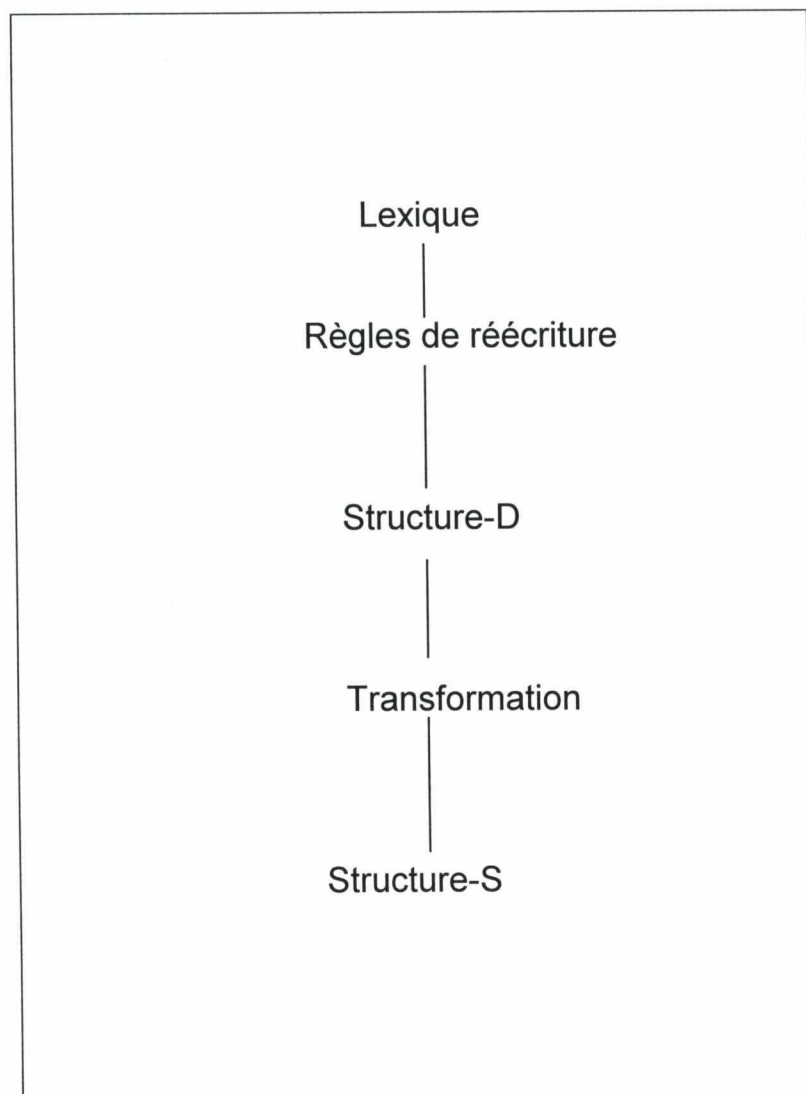 Lexique
Règles de réécriture
Structure-D
Transformation
Structure-S